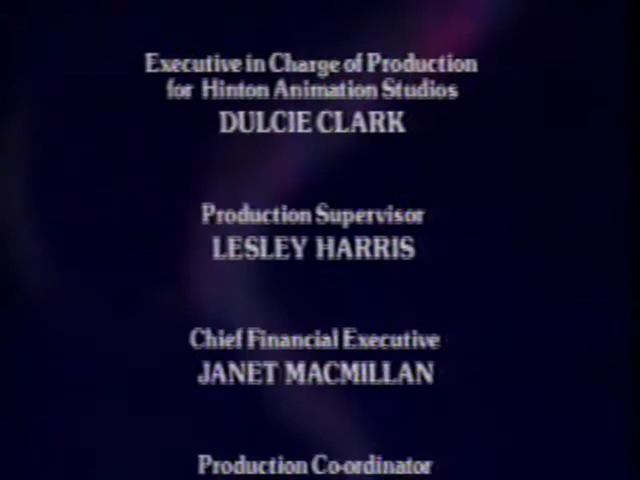 Executive in Charge of Production
for Hinton Animation Studios
DULCIE CLARK
Production Supervisor
LESLEY HARRIS
Chief Financial Executive
JANET MACMILLAN
Production Co-ordinator